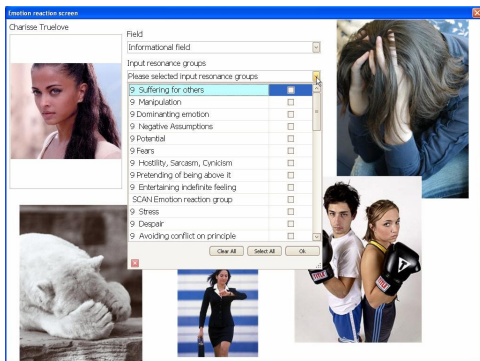 Emotion reaction screen
Charisse Truelove
Field
Informational field
Input resonance groups
Please selected input resonance groups
9 Suffering for others
9 Manipulation
9 Dominanting emotion
9 Negative Assumptions
9 Potential
9 Fears
9 Hostility, Sarcasm, Cynicism
9 Pretending of being above it
9 Entertaining indefinite feeling
SCAN Emotion reaction group
9 Stress
9 Despair
9 Avoiding conflict on principle
Clear All Select All Ok
TITLE
TITLE